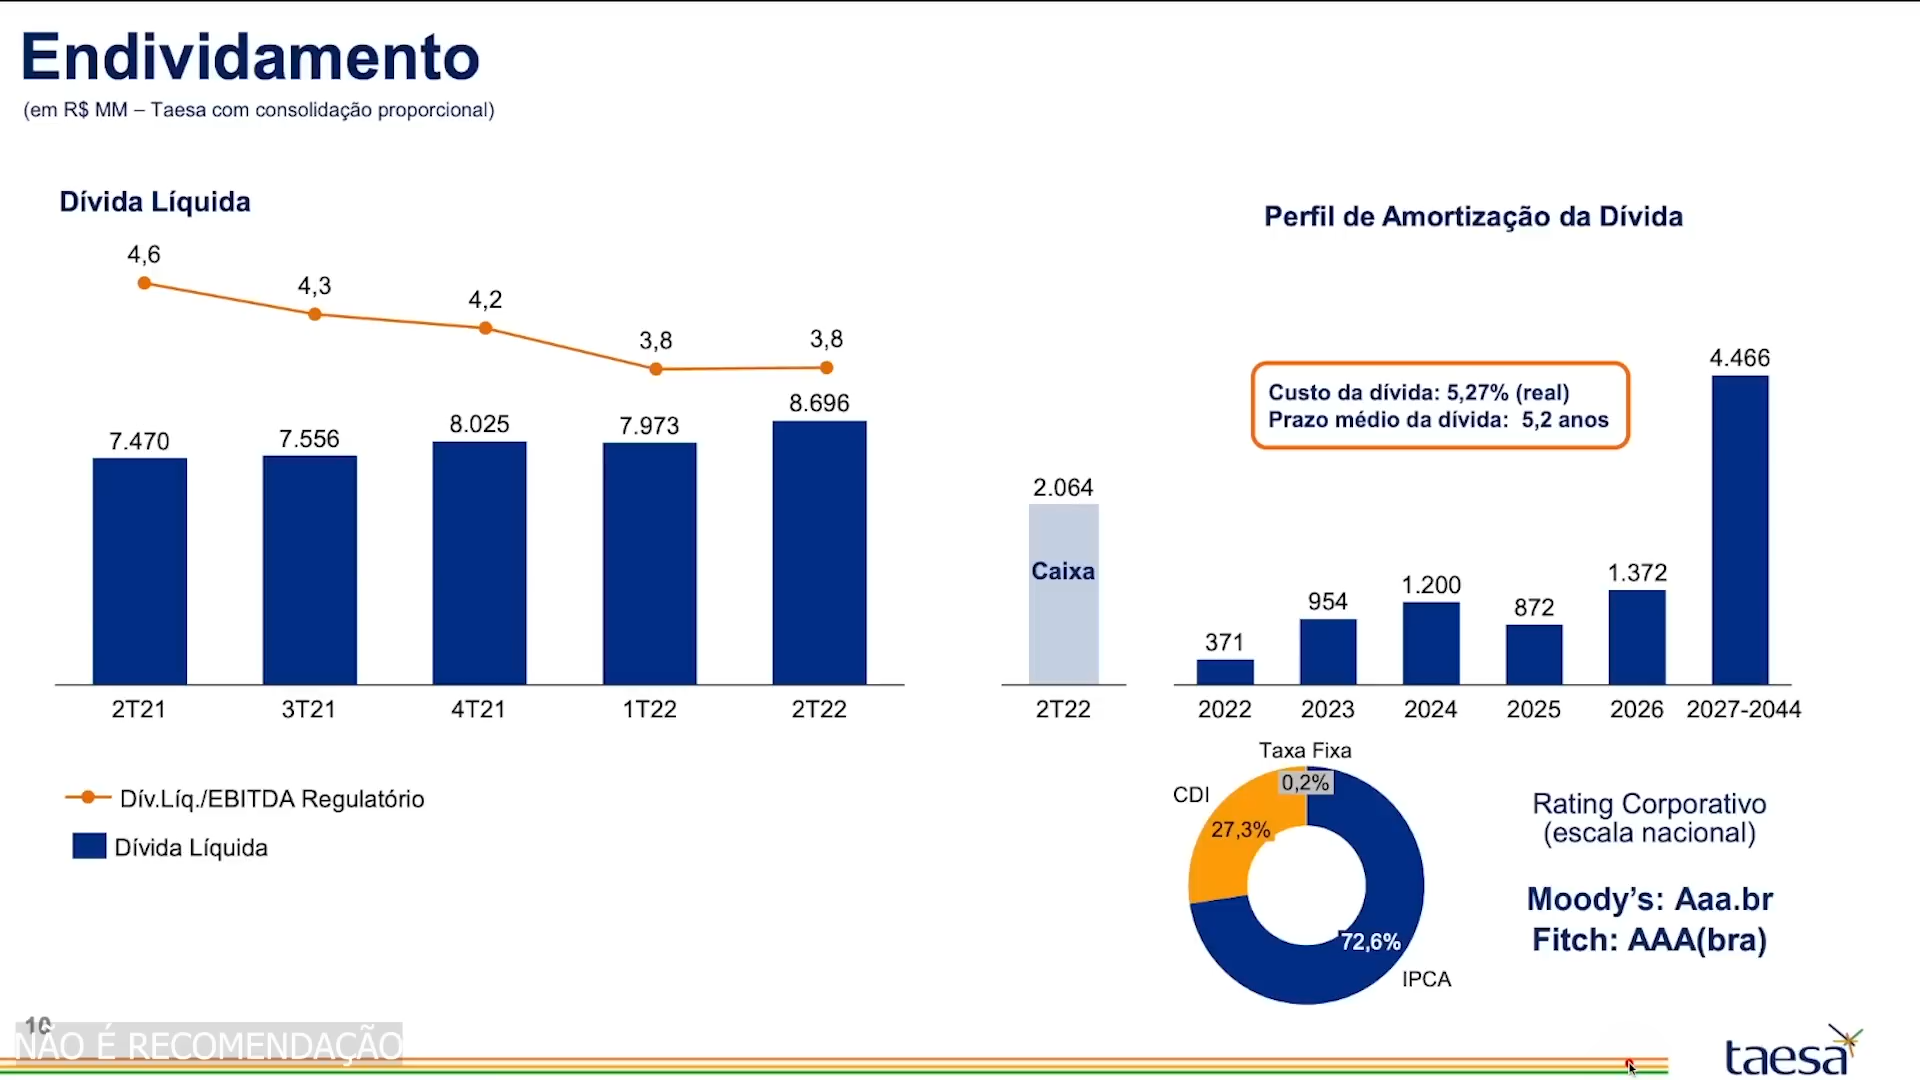 Endividamento
(em R$ MM – Taesa com consolidação proporcional)
Dívida Líquida
4,6
4,3
4,2
3,8
3,8
7.470
7.556
8.025
7.973
8.696
2T21
3T21
4T21
1T22
2T22
Dív.Líq./EBITDA Regulatório
Dívida Líquida
Perfil de Amortização da Dívida
Custo da dívida: 5,27% (real)
Prazo médio da dívida: 5,2 anos
2.064
Caixa
2T22
371
954
1.200
872
1.372
4.466
2022
2023
2024
2025
2026
2027-2044
Taxa Fixa
0,2%
CDI
27,3%
72,6%
IPCA
Rating Corporativo
(escala nacional)
Moody’s: Aaa.br
Fitch: AAA(bra)
10
NÃO É RECOMENDAÇÃO
taesa